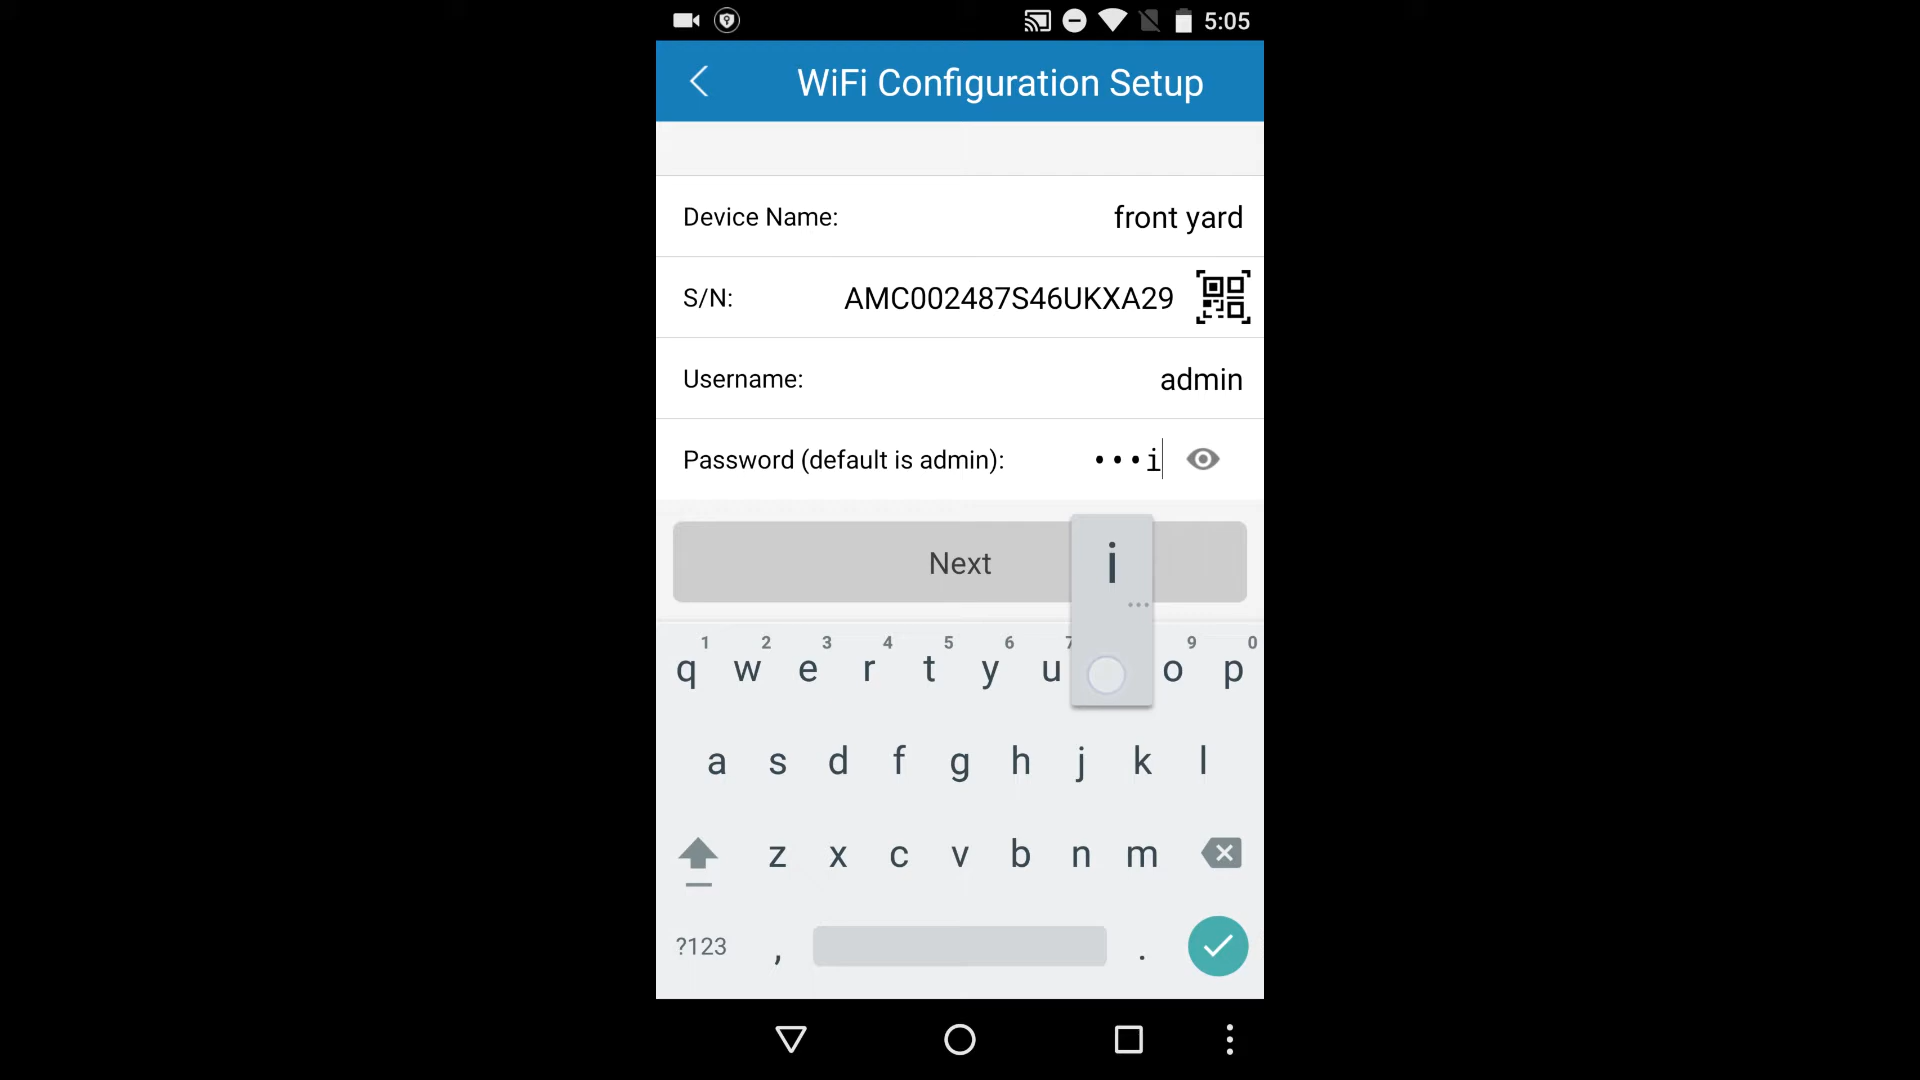 5:05
WiFi Configuration Setup
Device Name: front yard
S/N: AMC002487S46UKXA29
Username: admin
Password (default is admin): •••i
Next
i
1 2 3 4 5 6 7 9 0
q w e r t y u o p
a s d f g h j k l
z x c v b n m
?123 , .